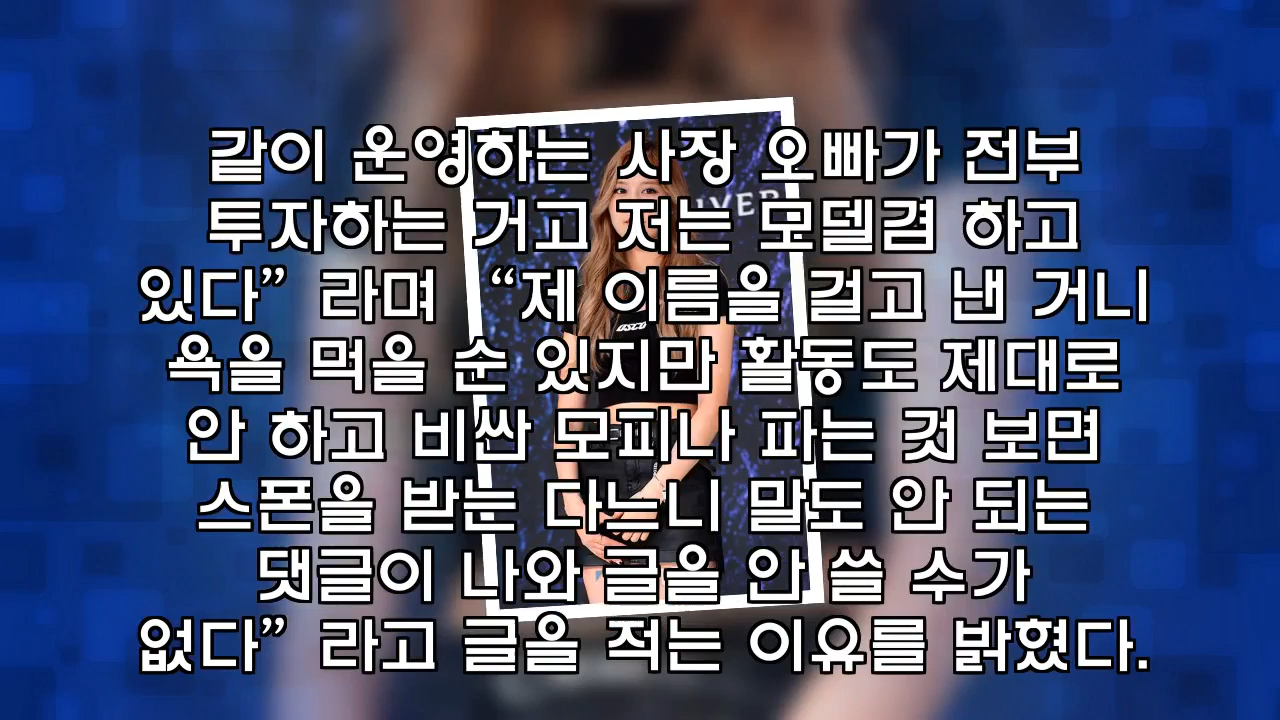 같이 운영하는 사장 오빠가 전부
투자하는 거고 저는 모델겸 하고
있다” 라며 “제 이름을 걸고 낸 거니
욕을 먹을 순 있지만 활동도 제대로
안 하고 비싼 모피나 파는 것 보면
스폰을 받는 다느니 말도 안 되는
댓글이 나와 글을 안 쓸 수가
없다” 라고 글을 적는 이유를 밝혔다.